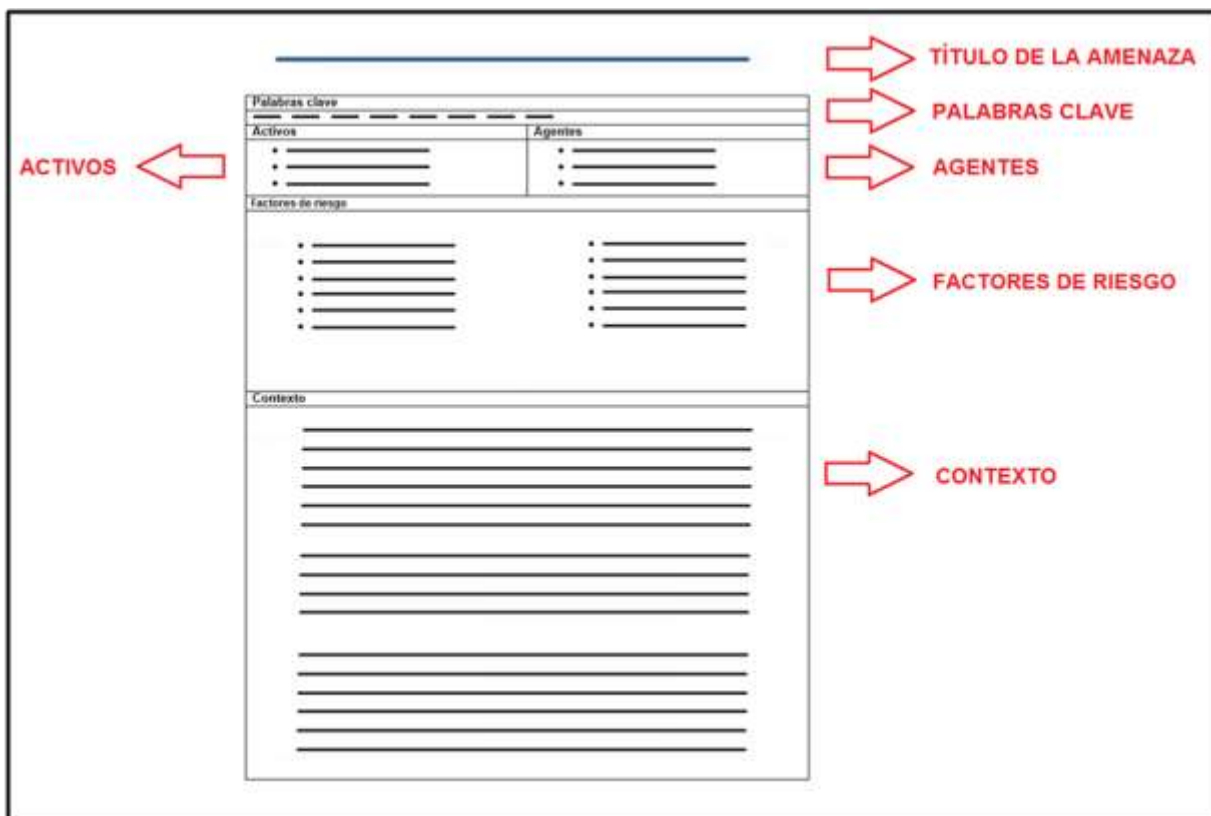 TÍTULO DE LA AMENAZA
Palabras clave
PALABRAS CLAVE
Activos
Agentes
ACTIVOS
AGENTES
Factores de riesgo
FACTORES DE RIESGO
Contexto
CONTEXTO